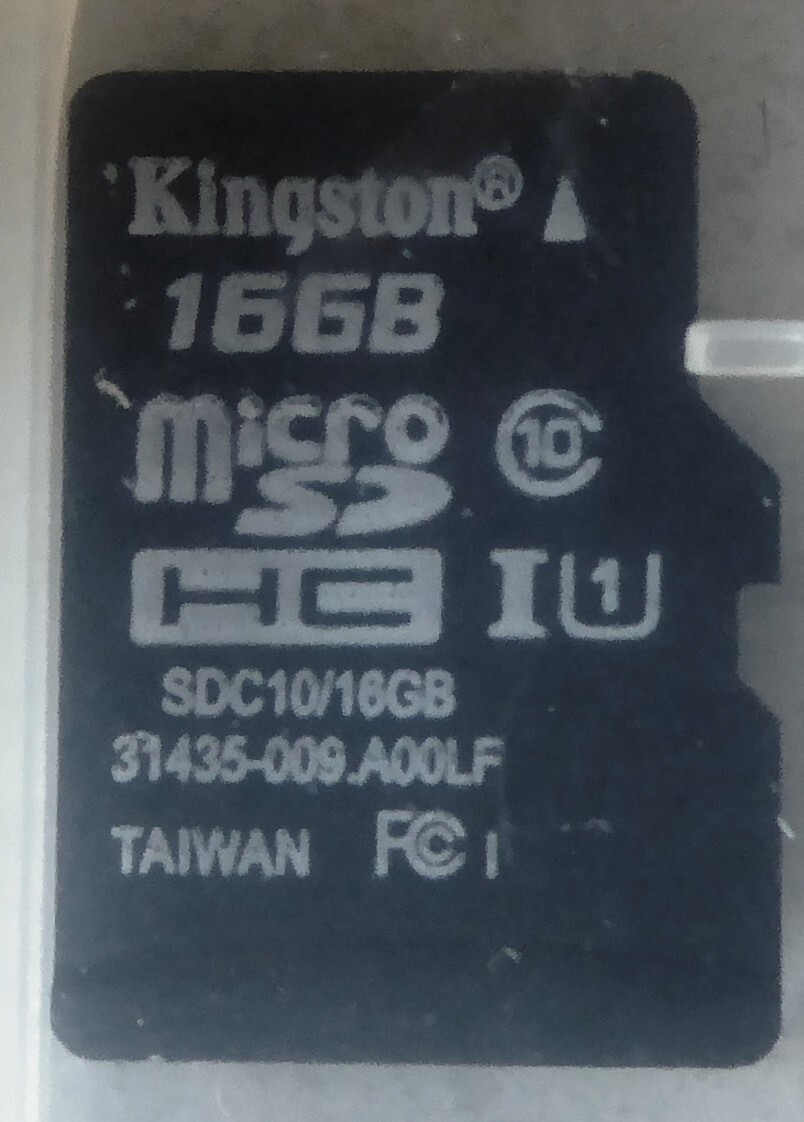 Kingston®
16GB
micro
SD 10
HC I 1
SDC10/16GB
31435-009.A00LF
TAIWAN FC I